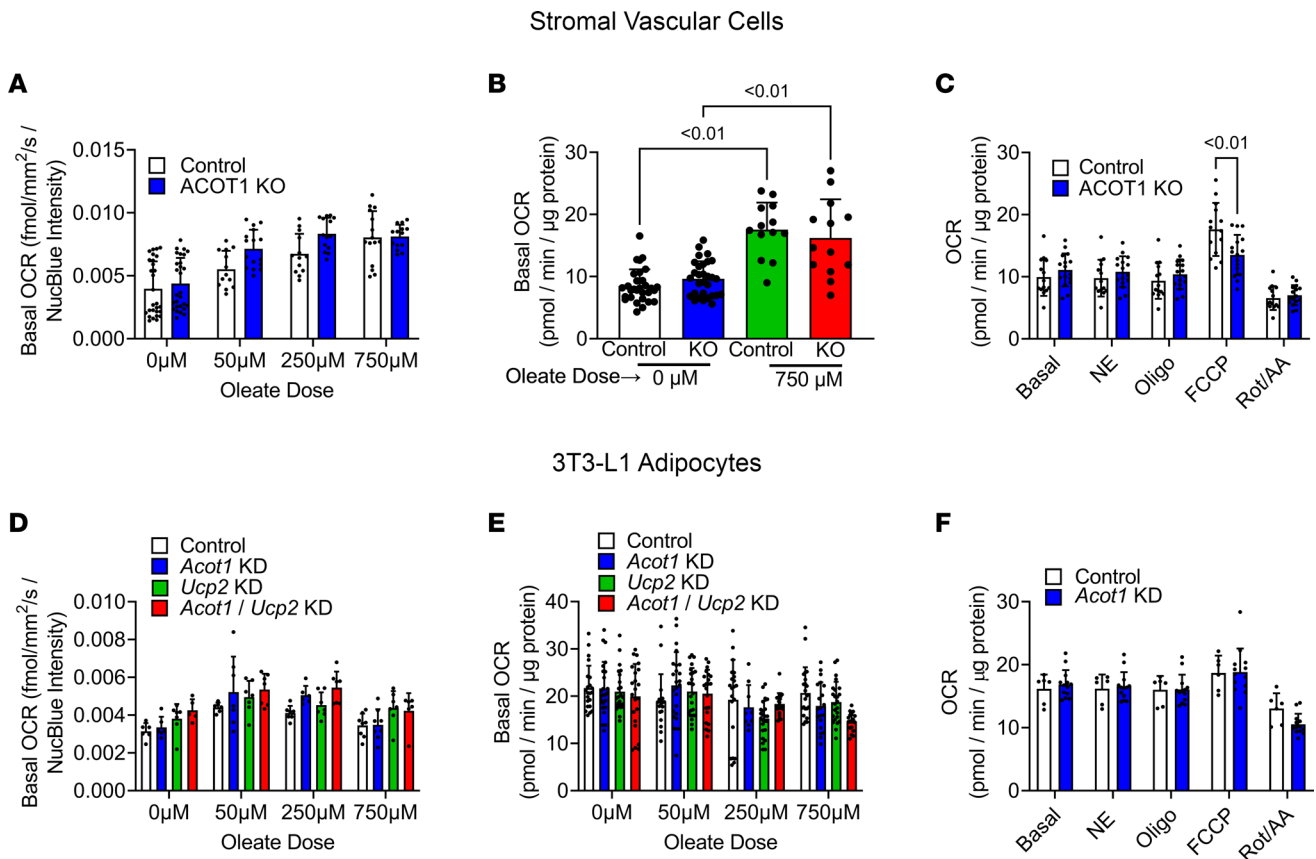 Stromal Vascular Cells
A
Basal OCR (fmol/mm²/s /
NucBlue Intensity)
0.015
0.010
0.005
0.000
Control
ACOT1 KO
0µM
50µM
250µM
750µM
Oleate Dose
B
Basal OCR
(pmol / min / µg protein)
30
20
10
0
<0.01
<0.01
Control
KO
Control
KO
Oleate Dose→
0 µM
750 µM
C
OCR
(pmol / min / µg protein)
30
20
10
0
Control
ACOT1 KO
<0.01
Basal
NE
Oligo
FCCP
Rot/AA
3T3-L1 Adipocytes
D
Basal OCR (fmol/mm²/s /
NucBlue Intensity)
Control
Acot1 KD
Ucp2 KD
Acot1 / Ucp2 KD
0.010
0.008
0.006
0.004
0.002
0.000
0µM
50µM
250µM
750µM
Oleate Dose
E
Basal OCR
(pmol / min / µg protein)
Control
Acot1 KD
Ucp2 KD
Acot1 / Ucp2 KD
40
30
20
10
0
0µM
50µM
250µM
750µM
Oleate Dose
F
OCR
(pmol / min / µg protein)
Control
Acot1 KD
30
20
10
0
Basal
NE
Oligo
FCCP
Rot/AA